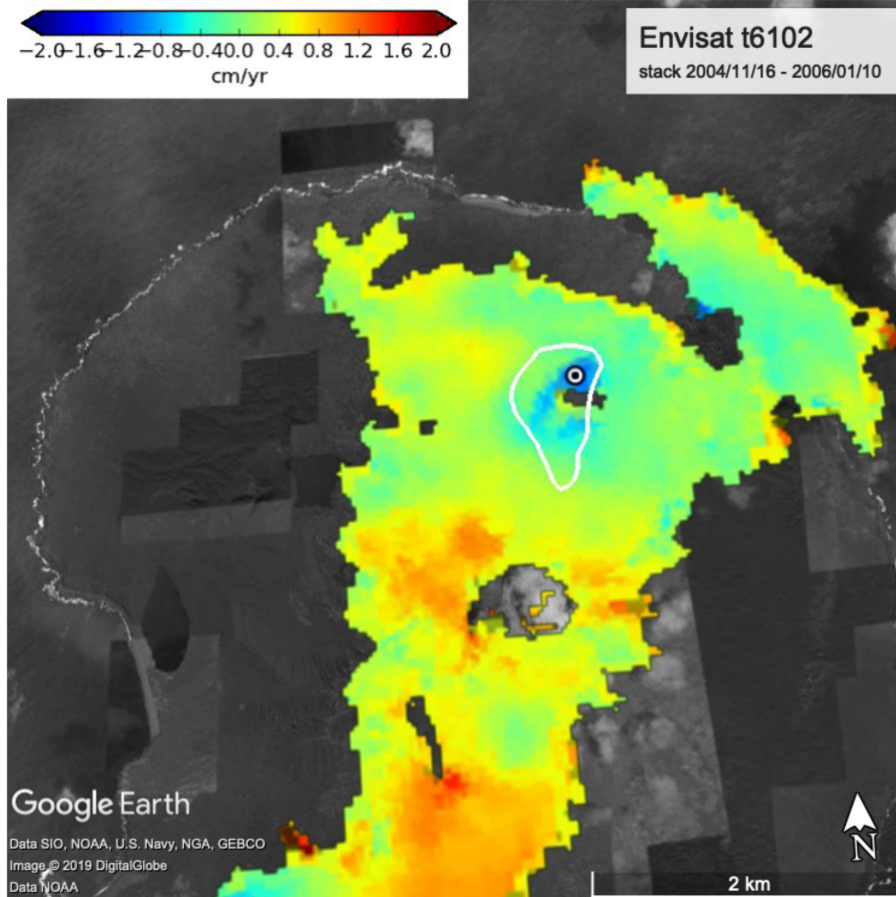 -2.0-1.6-1.2-0.8-0.40.0 0.4 0.8 1.2 1.6 2.0
cm/yr
Envisat t6102
stack 2004/11/16 - 2006/01/10
Google Earth
Data SIO, NOAA, U.S. Navy, NGA, GEBCO
Image © 2019 DigitalGlobe
Data NOAA
N
2 km